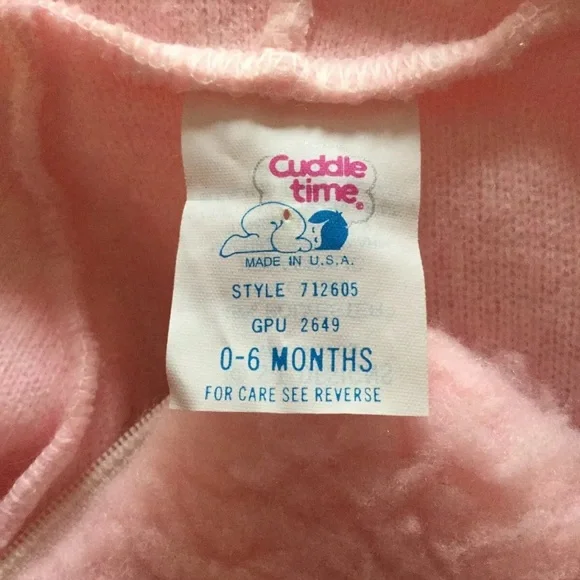 Cuddle
time®
MADE IN U.S.A.
STYLE 712605
GPU 2649
0-6 MONTHS
FOR CARE SEE REVERSE